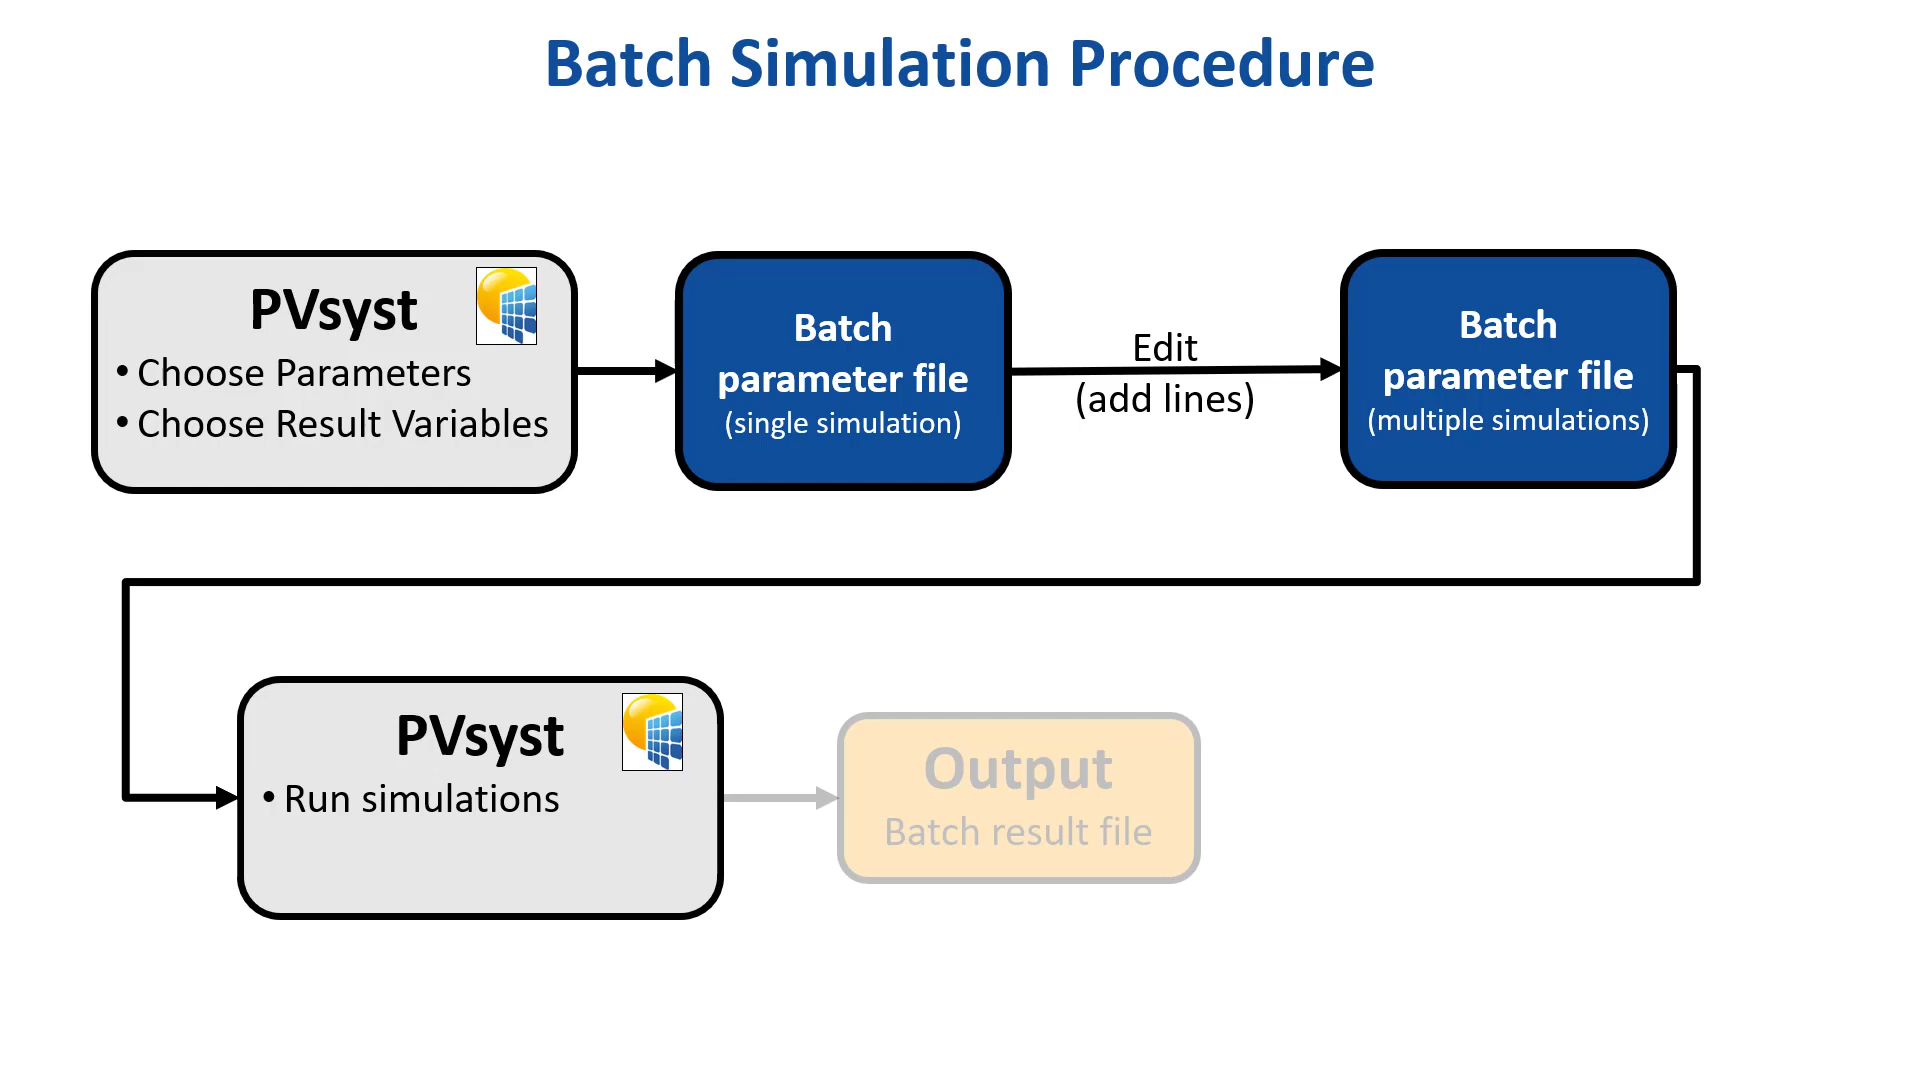 Batch Simulation Procedure
PVsyst
• Choose Parameters
• Choose Result Variables
Batch
parameter file
(single simulation)
Edit
(add lines)
Batch
parameter file
(multiple simulations)
PVsyst
• Run simulations
Output
Batch result file